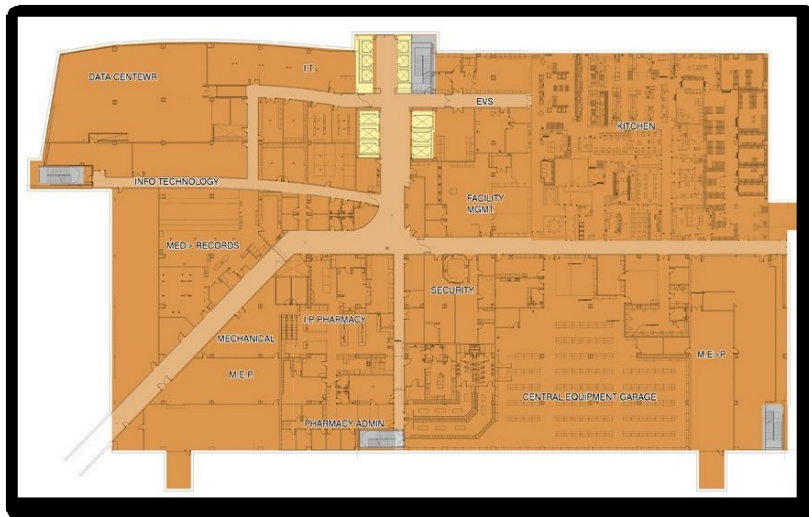 DATA CENTEWR
I.T.
EVS
KITCHEN
INFO TECHNOLOGY
FACILITY
MGMT.
MED > RECORDS
SECURITY
I.P. PHARMACY
MECHANICAL
M.E > P
M.E.P
CENTRAL EQUIPMENT GARAGE
PHARMACY ADMIN